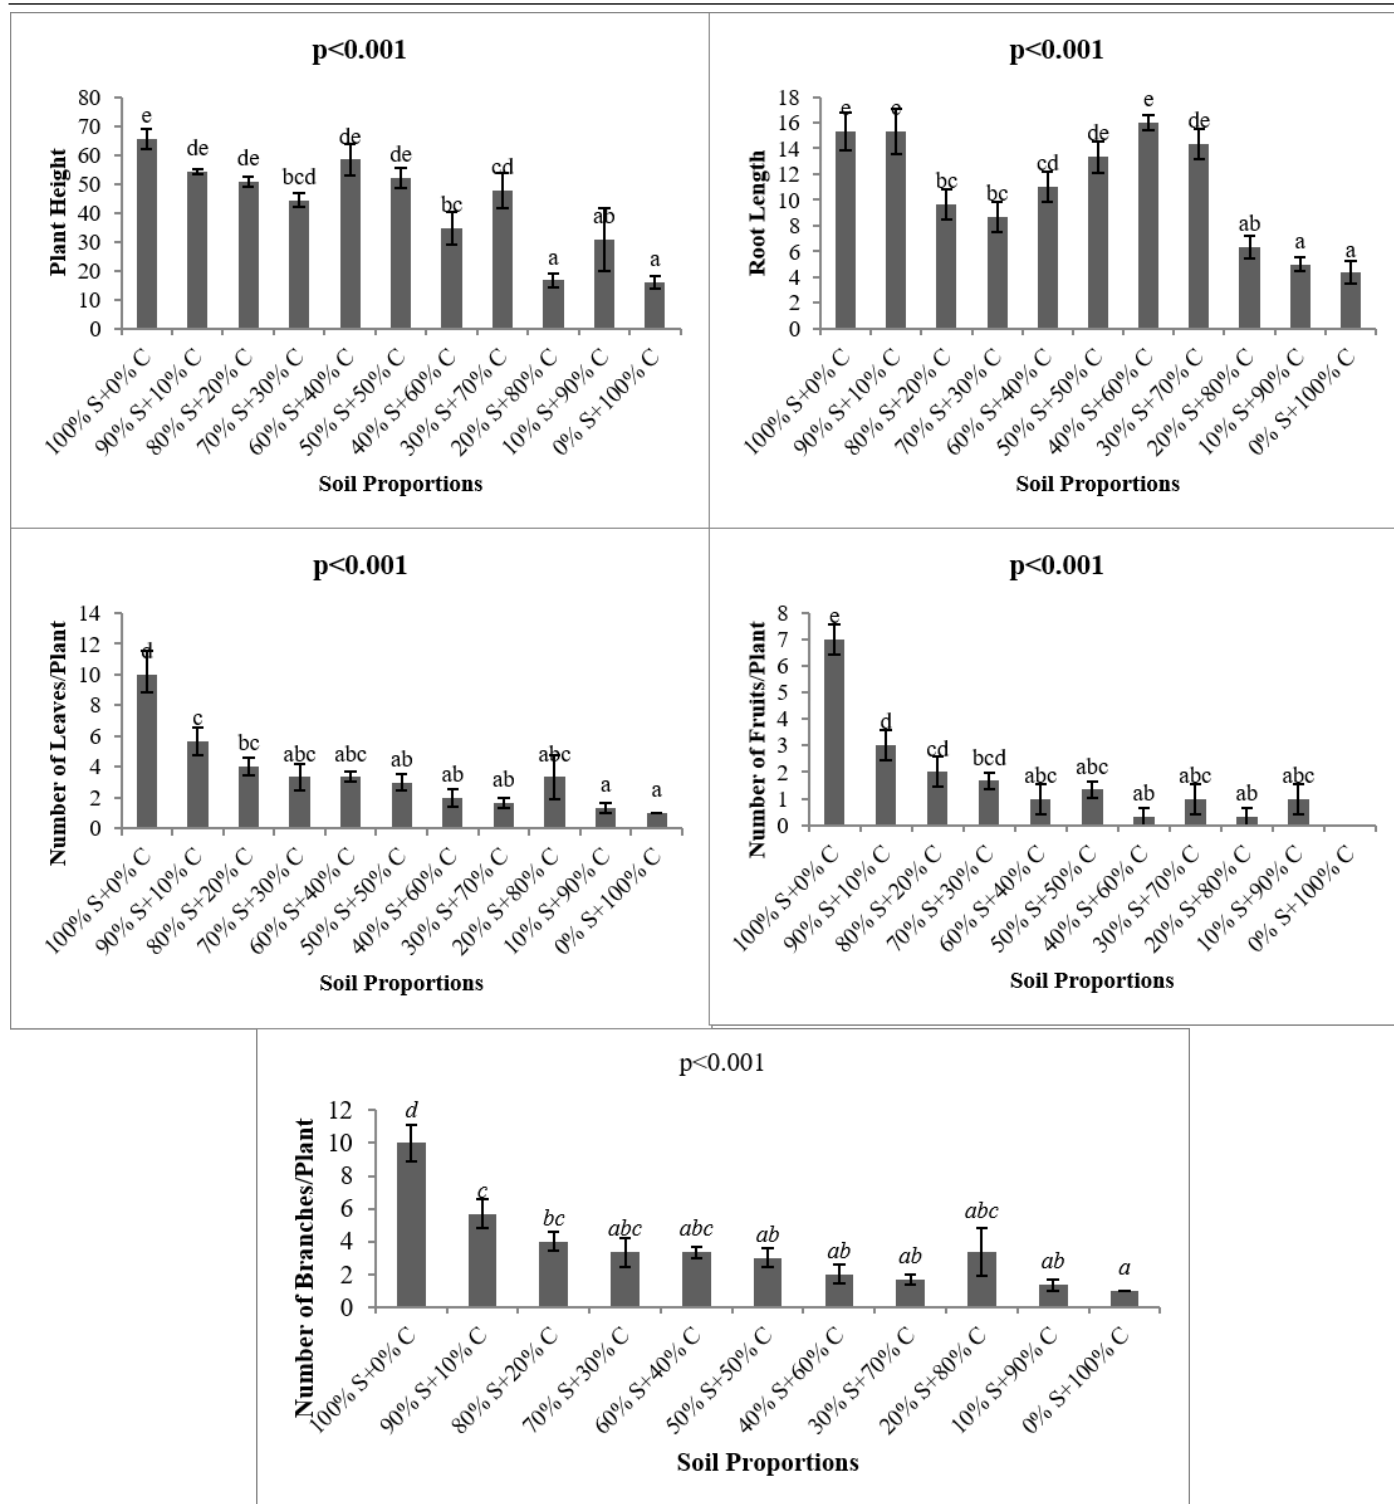 p<0.001
Plant Height
80
70
60
50
40
30
20
10
0
e
de
de
bcd
de
de
bc
cd
a
ab
a
100% S+0% C
90% S+10% C
80% S+20% C
70% S+30% C
60% S+40% C
50% S+50% C
40% S+60% C
30% S+70% C
20% S+80% C
10% S+90% C
0% S+100% C
Soil Proportions
p<0.001
Root Length
18
16
14
12
10
8
6
4
2
0
e
e
bc
bc
cd
de
e
de
ab
a
a
100% S+0% C
90% S+10% C
80% S+20% C
70% S+30% C
60% S+40% C
50% S+50% C
40% S+60% C
30% S+70% C
20% S+80% C
10% S+90% C
0% S+100% C
Soil Proportions
p<0.001
Number of Leaves/Plant
14
12
10
8
6
4
2
0
d
c
bc
abc
abc
ab
ab
ab
abc
a
a
100% S+0% C
90% S+10% C
80% S+20% C
70% S+30% C
60% S+40% C
50% S+50% C
40% S+60% C
30% S+70% C
20% S+80% C
10% S+90% C
0% S+100% C
Soil Proportions
p<0.001
Number of Fruits/Plant
8
7
6
5
4
3
2
1
0
e
d
cd
bcd
abc
abc
ab
abc
ab
abc
100% S+0% C
90% S+10% C
80% S+20% C
70% S+30% C
60% S+40% C
50% S+50% C
40% S+60% C
30% S+70% C
20% S+80% C
10% S+90% C
0% S+100% C
Soil Proportions
p<0.001
Number of Branches/Plant
12
10
8
6
4
2
0
d
c
bc
abc
abc
ab
ab
ab
abc
ab
a
100% S+0% C
90% S+10% C
80% S+20% C
70% S+30% C
60% S+40% C
50% S+50% C
40% S+60% C
30% S+70% C
20% S+80% C
10% S+90% C
0% S+100% C
Soil Proportions